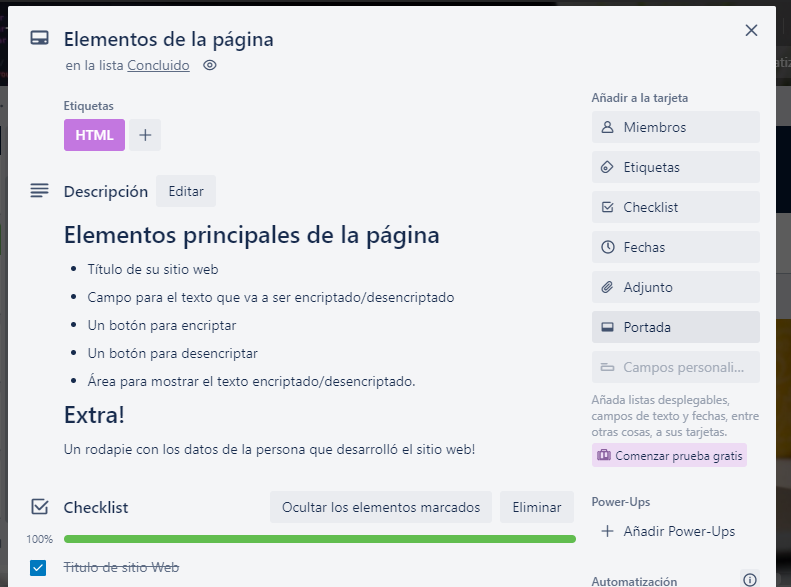 Elementos de la página
en la lista Concluido
Etiquetas
HTML
Descripción
Editar
Elementos principales de la página
Título de su sitio web
Campo para el texto que va a ser encriptado/desencriptado
Un botón para encriptar
Un botón para desencriptar
Área para mostrar el texto encriptado/desencriptado.
Extra!
Un rodapie con los datos de la persona que desarrolló el sitio web!
Checklist
Ocultar los elementos marcados
Eliminar
100%
Titulo de sitio Web
Añadir a la tarjeta
Miembros
Etiquetas
Checklist
Fechas
Adjunto
Portada
Campos personali...
Añada listas desplegables,
campos de texto y fechas, entre
otras cosas, a sus tarjetas.
Comenzar prueba gratis
Power-Ups
Añadir Power-Ups
Automatización